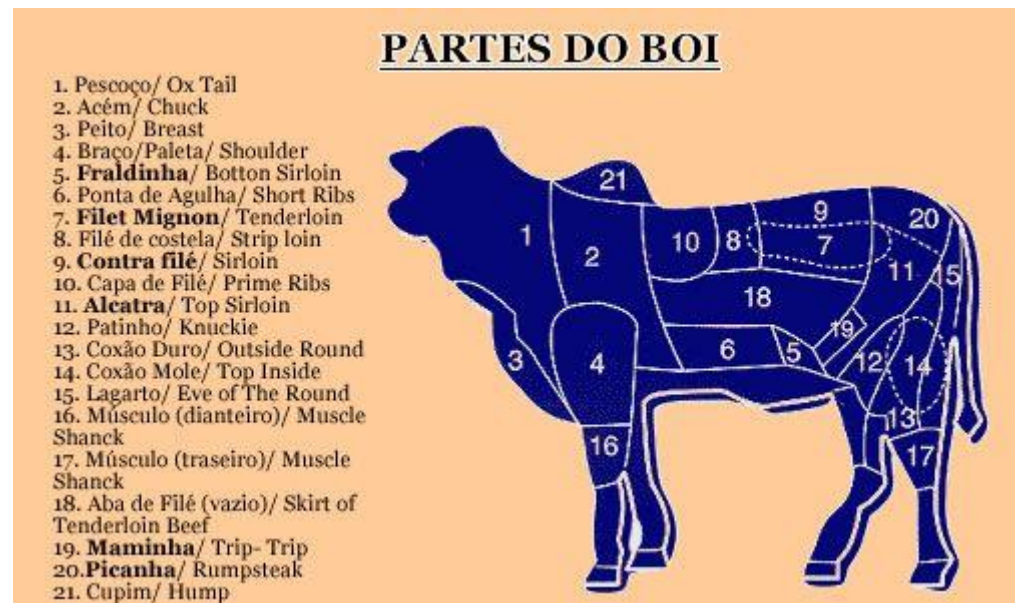 PARTES DO BOI
1. Pescoço/ Ox Tail
2. Acém/ Chuck
3. Peito/ Breast
4. Braço/Paleta/ Shoulder
5. Fraldinha/ Botton Sirloin
6. Ponta de Agulha/ Short Ribs
7. Filet Mignon/ Tenderloin
8. Filé de costela/ Strip loin
9. Contra filé/ Sirloin
10. Capa de Filé/ Prime Ribs
11. Alcatra/ Top Sirloin
12. Patinho/ Knuckie
13. Coxão Duro/ Outside Round
14. Coxão Mole/ Top Inside
15. Lagarto/ Eve of The Round
16. Músculo (dianteiro)/ Muscle
Shanck
17. Músculo (traseiro)/ Muscle
Shanck
18. Aba de Filé (vazio)/ Skirt of
Tenderloin Beef
19. Maminha/ Trip- Trip
20.Picanha/ Rumpsteak
21. Cupim/ Hump
21
9
20
1
10
8
7
2
11
15
18
19
3
4
6
5
12
14
13
16
17